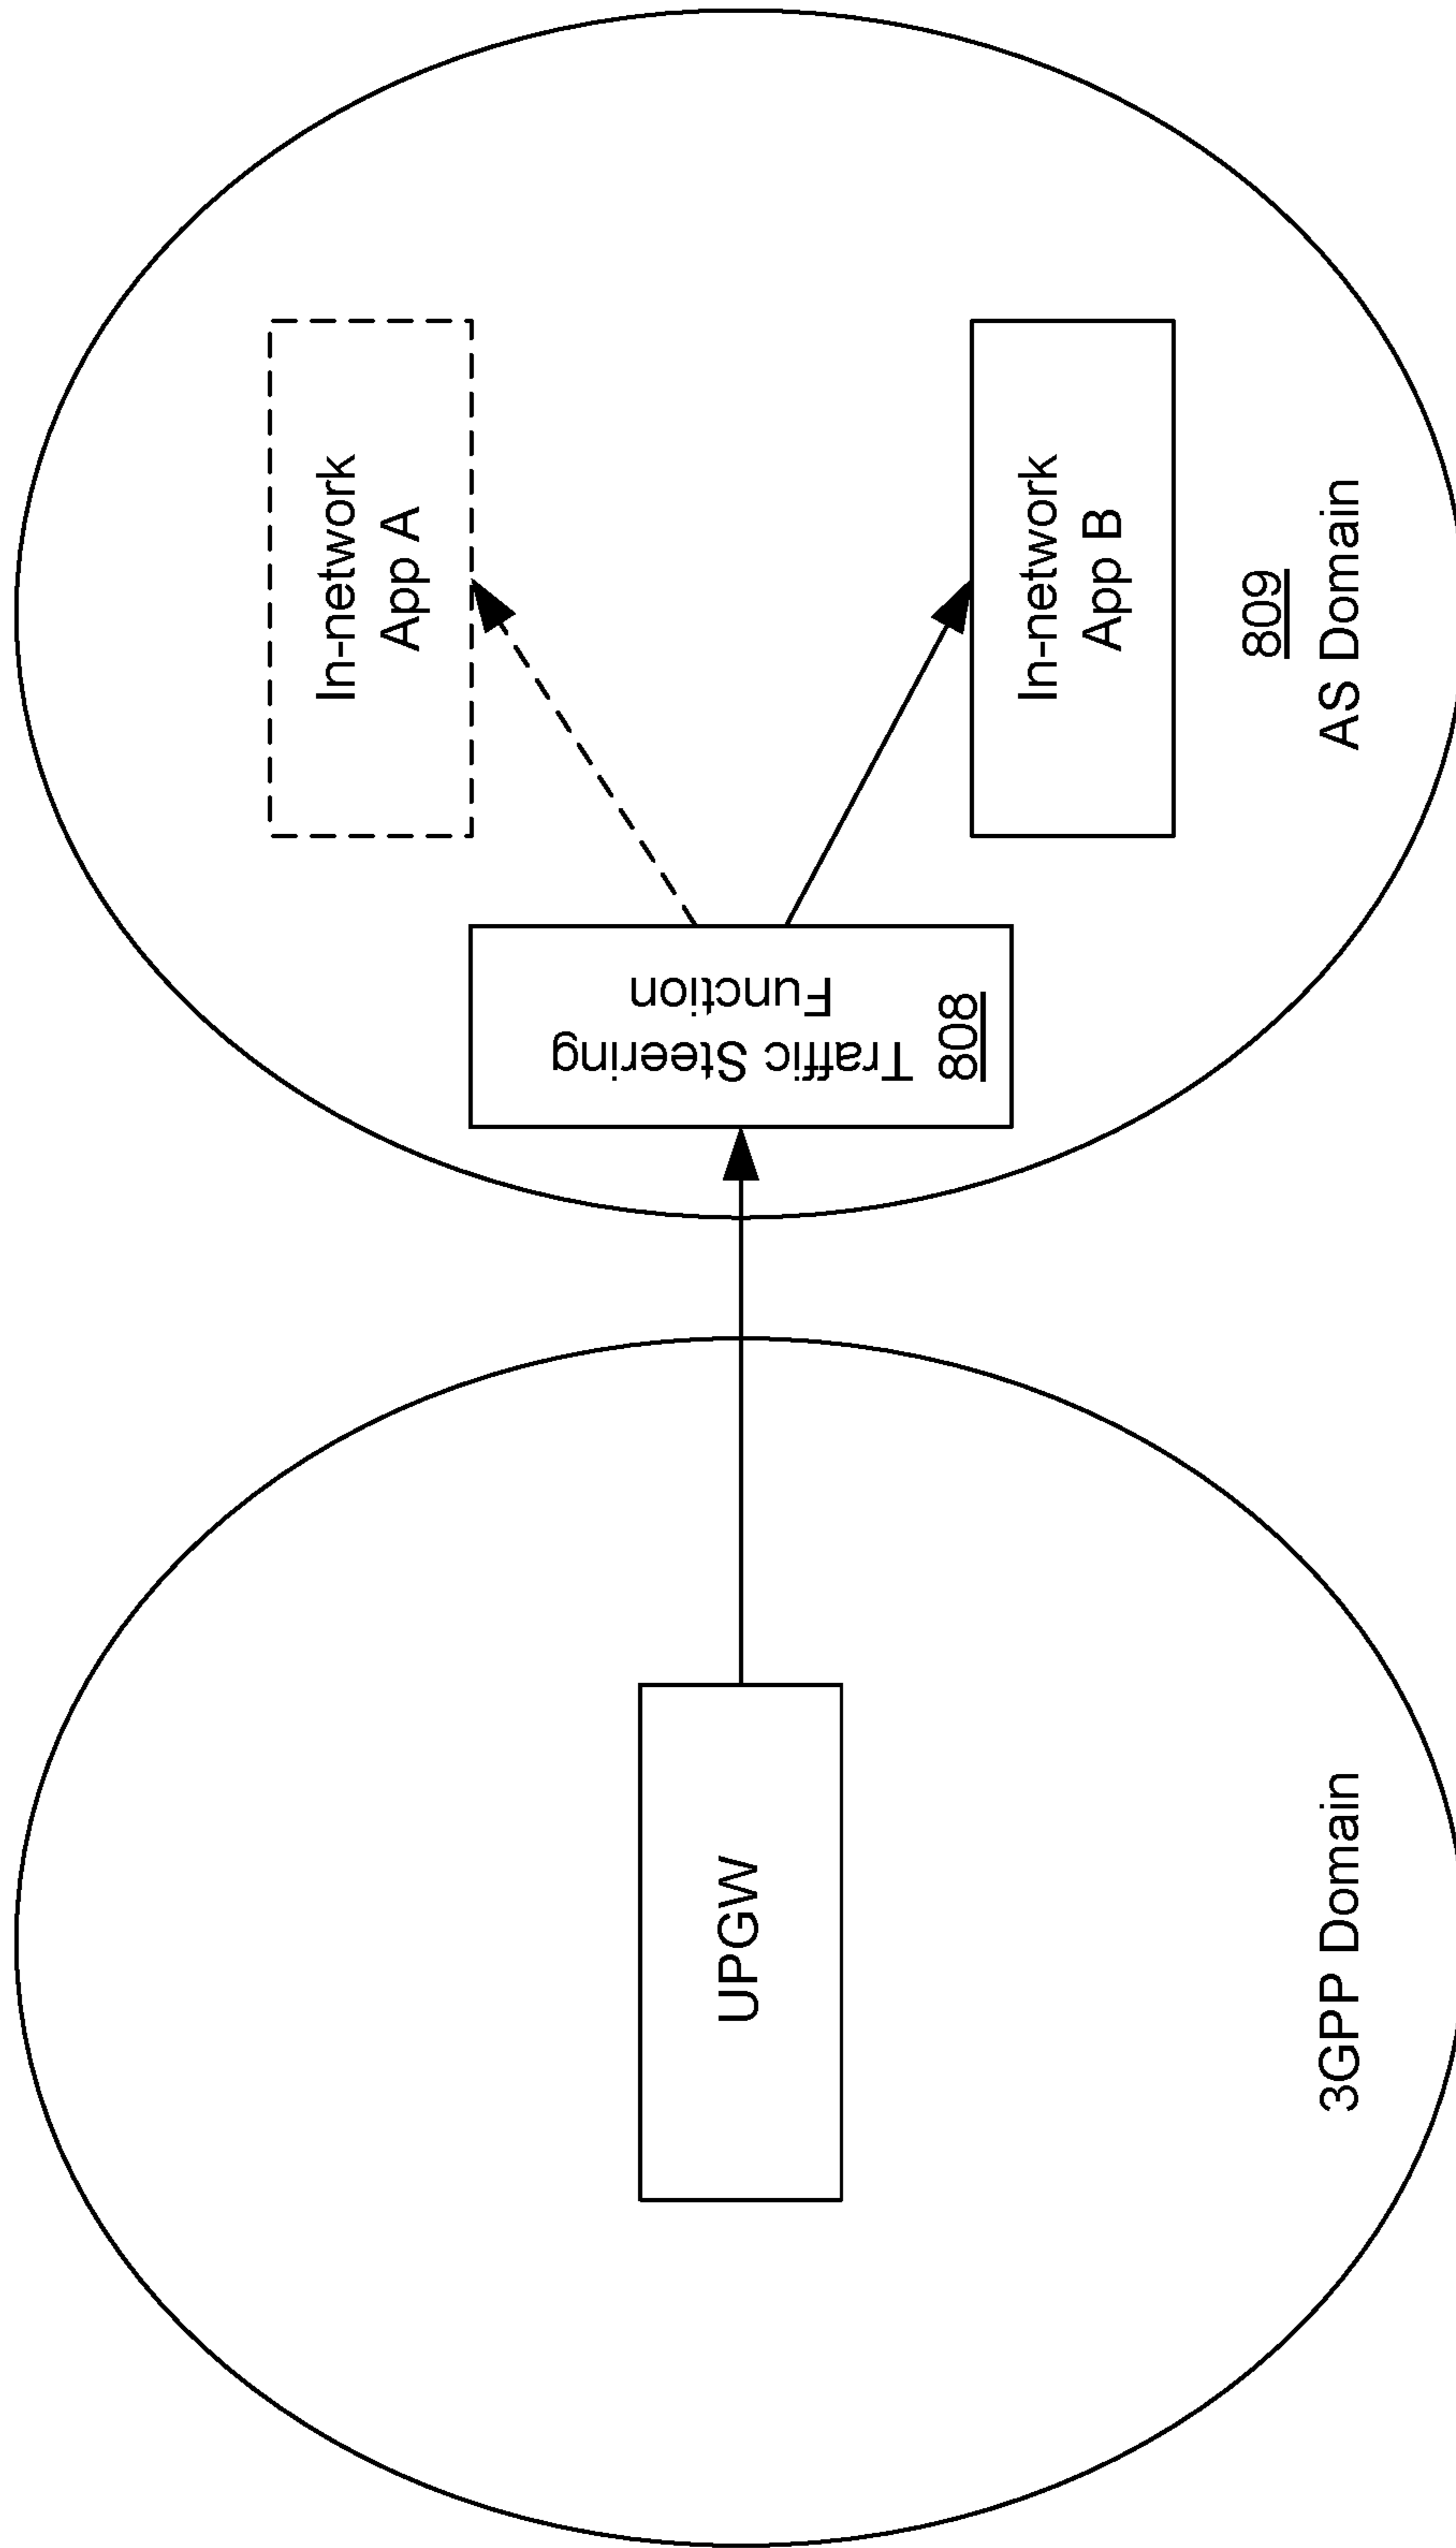 UPGW
3GPP Domain
Traffic Steering
Function
808
In-network
App A
In-network
App B
809
AS Domain